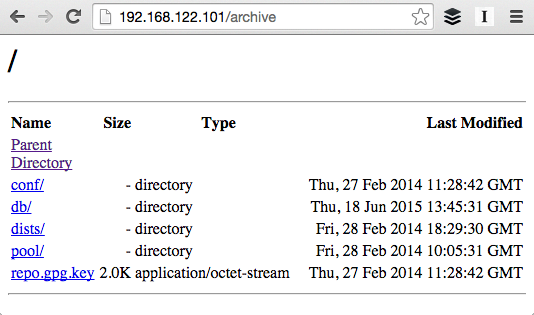 192.168.122.101/archive
I
/
Name Size Type Last Modified
Parent
Directory
conf/ - directory Thu, 27 Feb 2014 11:28:42 GMT
db/ - directory Thu, 18 Jun 2015 13:45:31 GMT
dists/ - directory Fri, 28 Feb 2014 18:29:30 GMT
pool/ - directory Fri, 28 Feb 2014 10:05:31 GMT
repo.gpg.key 2.0K application/octet-stream Thu, 27 Feb 2014 11:28:42 GMT